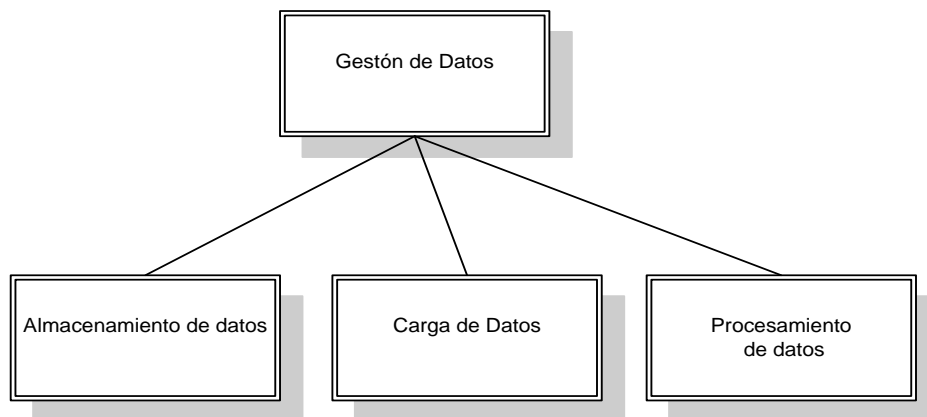 Gestón de Datos
Almacenamiento de datos
Carga de Datos
Procesamiento
de datos